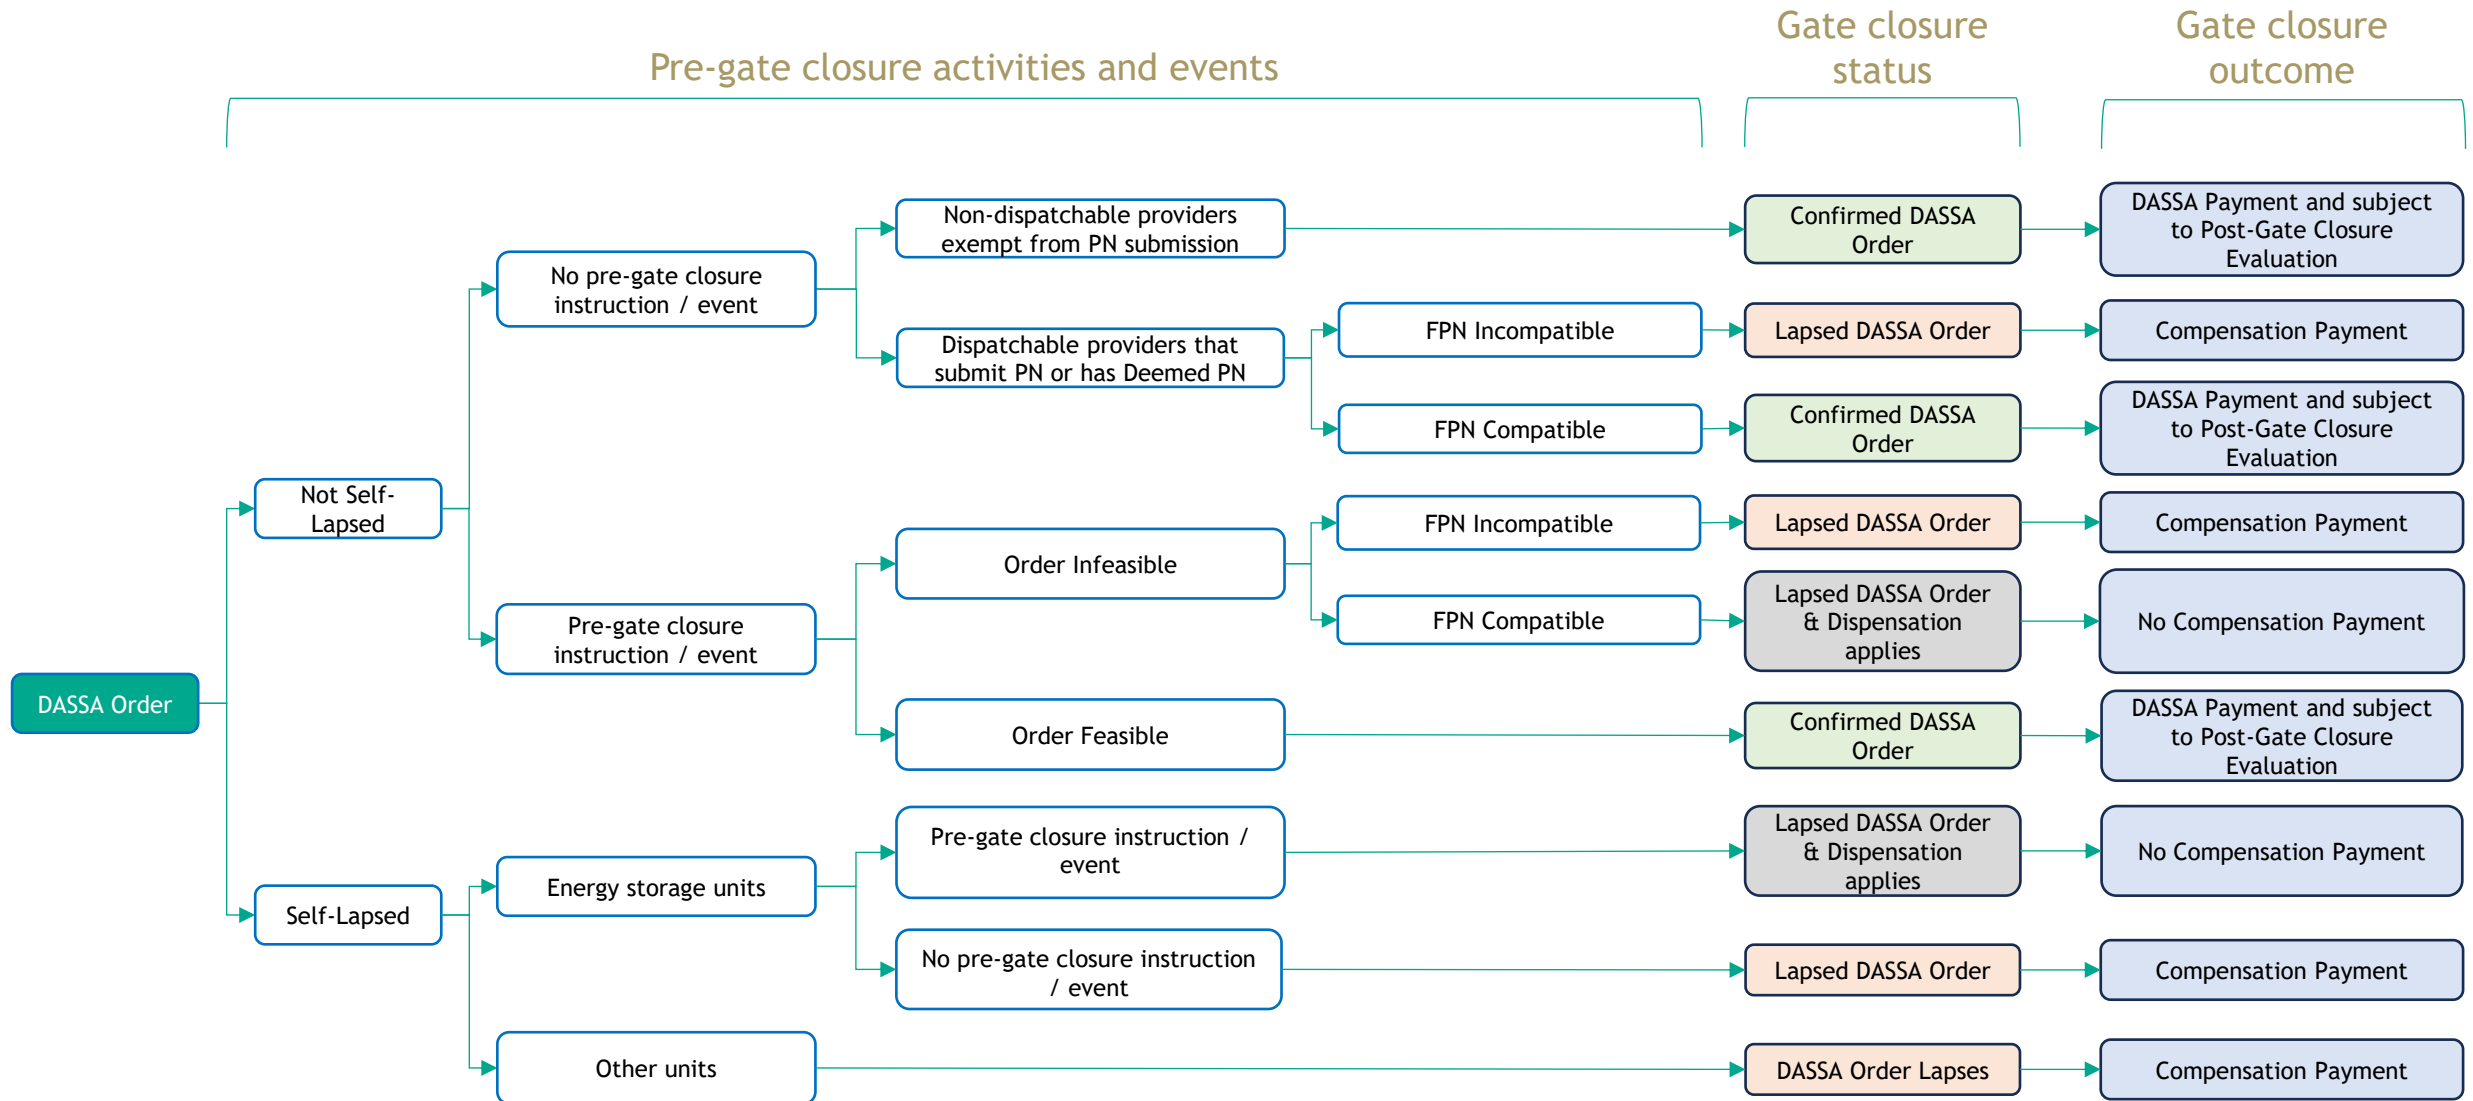 Pre-gate closure activities and events
Gate closure
status
Gate closure
outcome
Non-dispatchable providers
exempt from PN submission
Confirmed DASSA
Order
DASSA Payment and subject
to Post-Gate Closure
Evaluation
No pre-gate closure
instruction / event
FPN Incompatible
Lapsed DASSA Order
Compensation Payment
Dispatchable providers that
submit PN or has Deemed PN
FPN Compatible
Confirmed DASSA
Order
DASSA Payment and subject
to Post-Gate Closure
Evaluation
Not Self-
Lapsed
FPN Incompatible
Lapsed DASSA Order
Compensation Payment
Order Infeasible
FPN Compatible
Lapsed DASSA Order
& Dispensation
applies
No Compensation Payment
Pre-gate closure
instruction / event
DASSA Order
Order Feasible
Confirmed DASSA
Order
DASSA Payment and subject
to Post-Gate Closure
Evaluation
Pre-gate closure instruction /
event
Lapsed DASSA Order
& Dispensation
applies
No Compensation Payment
Energy storage units
Self-Lapsed
No pre-gate closure instruction
/ event
Lapsed DASSA Order
Compensation Payment
Other units
DASSA Order Lapses
Compensation Payment